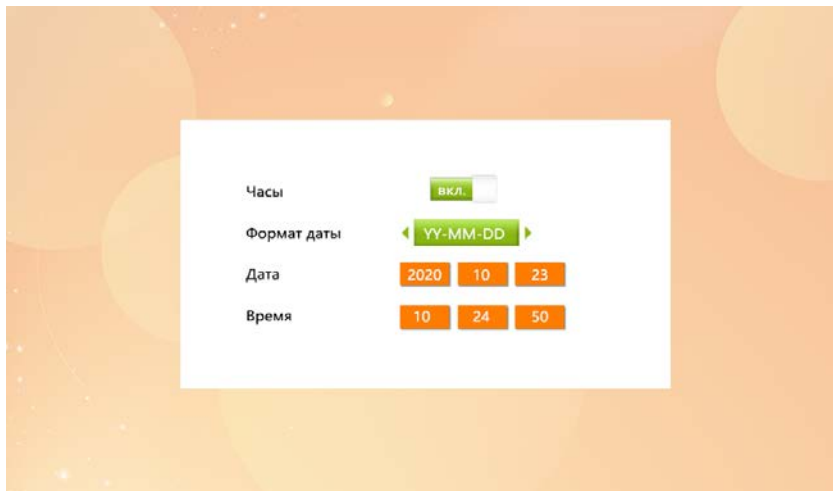 Часы вкл.
Формат даты YY-MM-DD
Дата 2020 10 23
Время 10 24 50